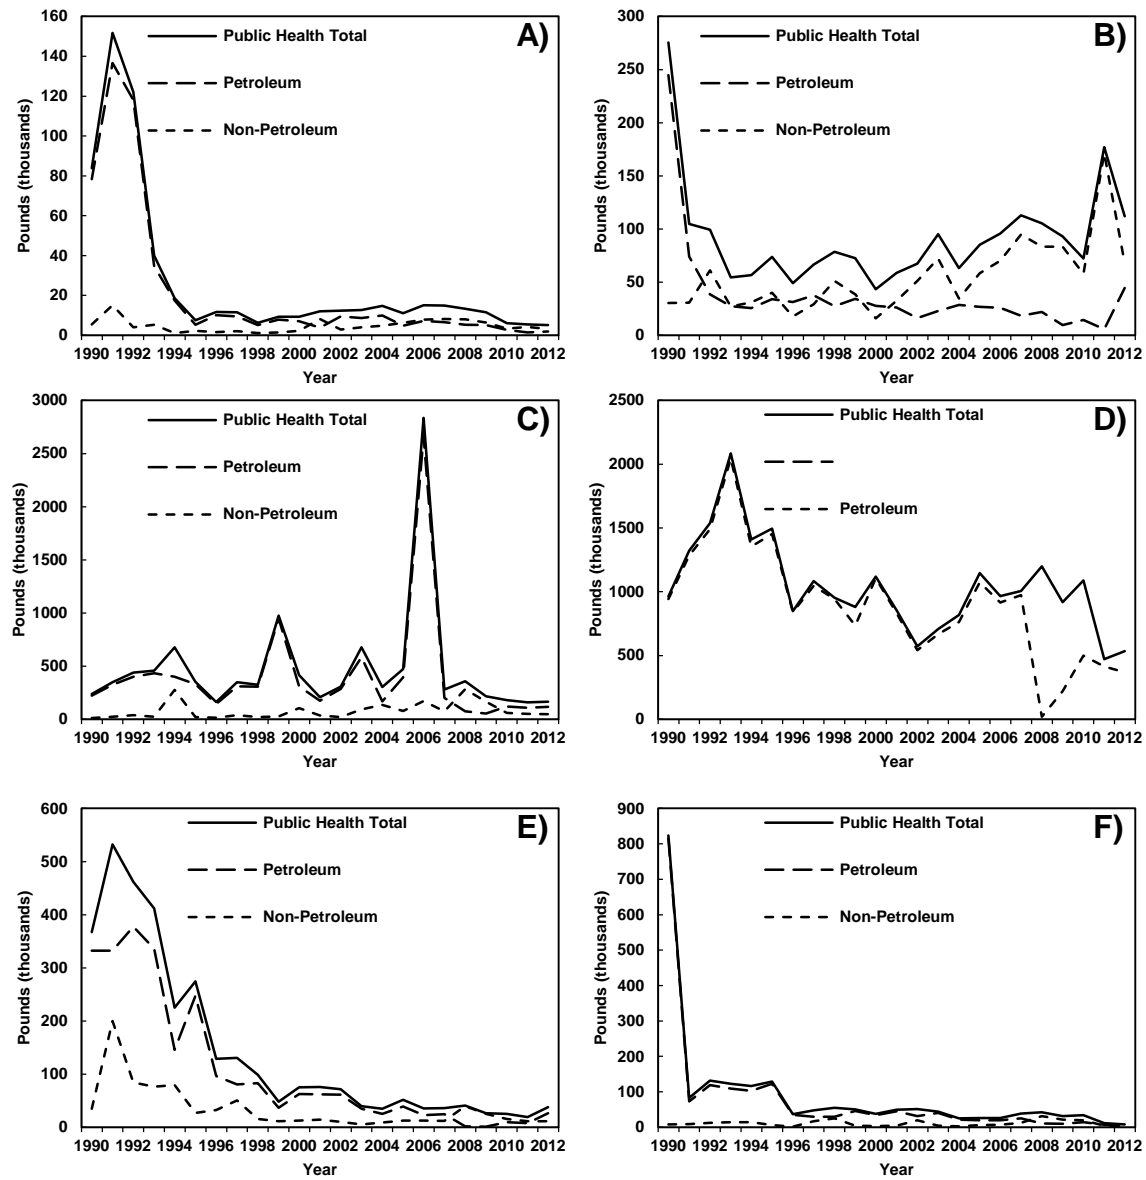 A)
Pounds (thousands)
160
140
120
100
80
60
40
20
0
Public Health Total
Petroleum
Non-Petroleum
1990 1992 1994 1996 1998 2000 2002 2004 2006 2008 2010 2012
Year
B)
Pounds (thousands)
300
250
200
150
100
50
0
Public Health Total
Petroleum
Non-Petroleum
1990 1992 1994 1996 1998 2000 2002 2004 2006 2008 2010 2012
Year
C)
Pounds (thousands)
3000
2500
2000
1500
1000
500
0
Public Health Total
Petroleum
Non-Petroleum
1990 1992 1994 1996 1998 2000 2002 2004 2006 2008 2010 2012
Year
D)
Pounds (thousands)
2500
2000
1500
1000
500
0
Public Health Total
Petroleum
1990 1992 1994 1996 1998 2000 2002 2004 2006 2008 2010 2012
Year
E)
Pounds (thousands)
600
500
400
300
200
100
0
Public Health Total
Petroleum
Non-Petroleum
1990 1992 1994 1996 1998 2000 2002 2004 2006 2008 2010 2012
Year
F)
Pounds (thousands)
900
800
700
600
500
400
300
200
100
0
Public Health Total
Petroleum
Non-Petroleum
1990 1992 1994 1996 1998 2000 2002 2004 2006 2008 2010 2012
Year